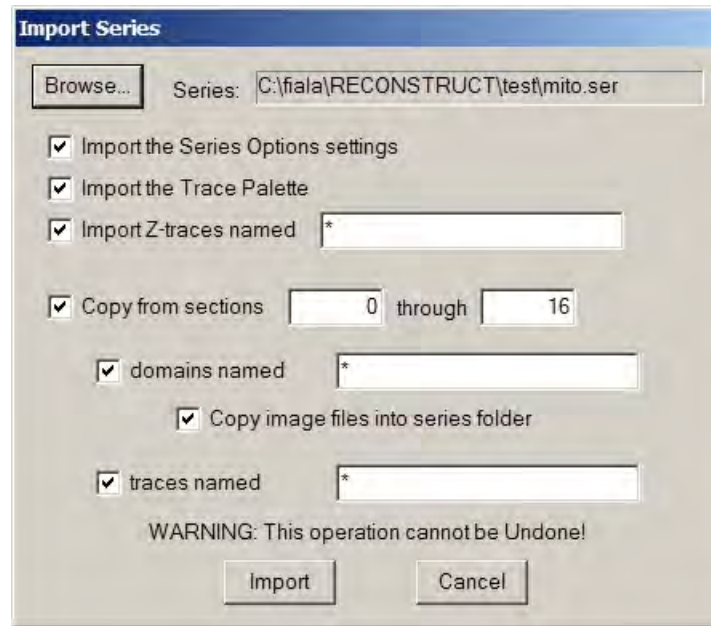 Import Series
Browse... Series: C:\fiala\RECONSTRUCT\test\mito.ser
Import the Series Options settings
Import the Trace Palette
Import Z-traces named *
Copy from sections 0 through 16
domains named *
Copy image files into series folder
traces named *
WARNING: This operation cannot be Undone!
Import Cancel